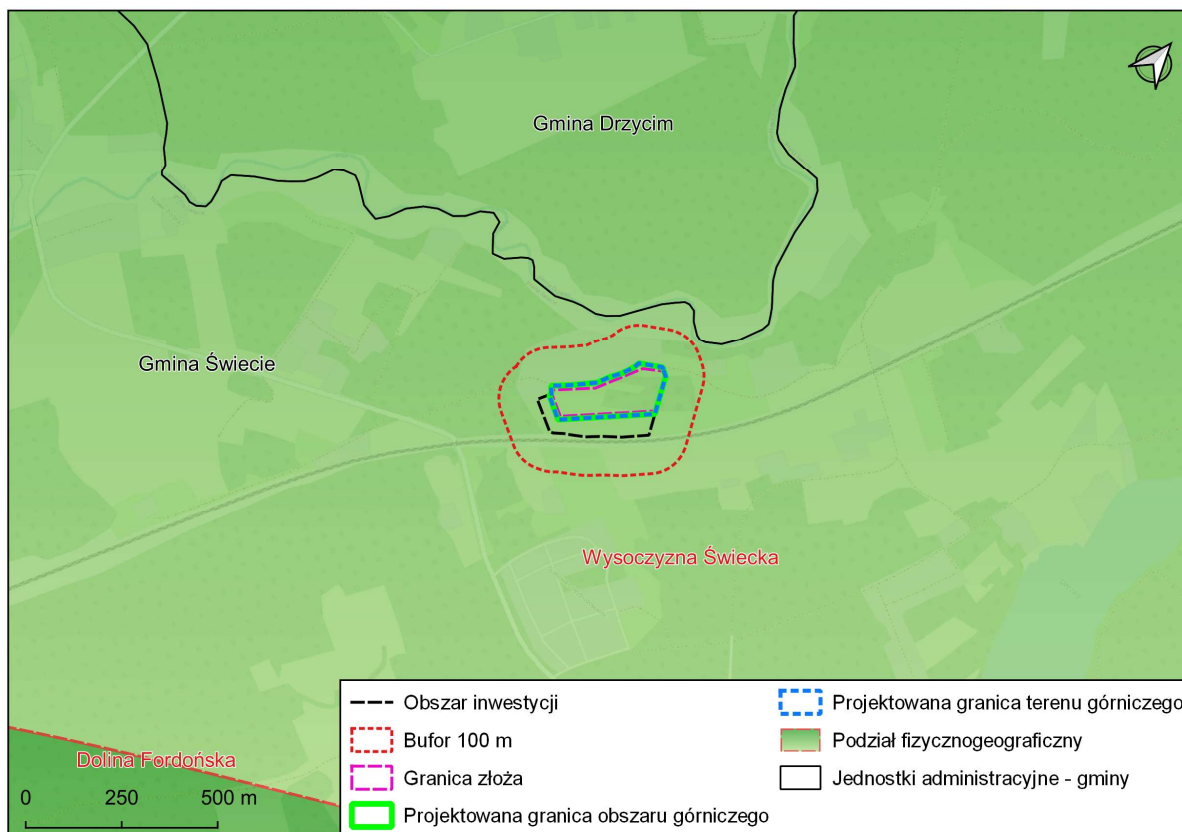 Gmina Drzycim
Gmina Świecie
Wysoczyzna Świecka
Dolina Fordońska
0 250 500 m
Obszar inwestycji
Bufor 100 m
Granica złoża
Projektowana granica obszaru górniczego
Projektowana granica terenu górniczego
Podział fizycznogeograficzny
Jednostki administracyjne - gminy